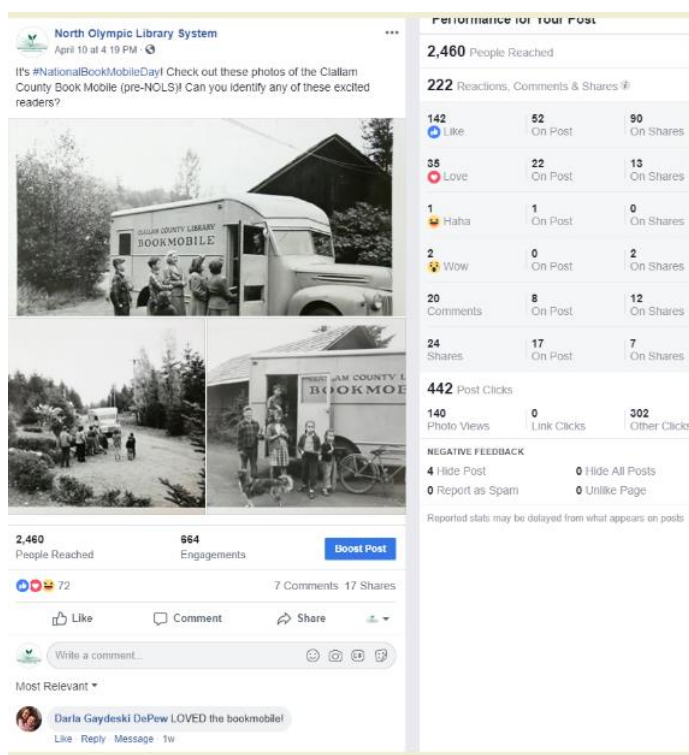 North Olympic Library System
April 10 at 4:19 PM ·
It's #NationalBookMobileDay! Check out these photos of the Clallam
County Book Mobile (pre-NOLS)! Can you identify any of these excited
readers?
CLALLAM COUNTY LIBRARY
BOOKMOBILE
AM COUNTY L
BOOKMOB
2,460
People Reached
664
Engagements
Boost Post
72
7 Comments 17 Shares
Like
Comment
Share
Write a comment...
GIF
Most Relevant
Darla Gaydeski DePew LOVED the bookmobile!
Like · Reply · Message · 1w
Performance for Your Post
2,460 People Reached
222 Reactions, Comments & Shares
142 52 90
Like On Post On Shares
35 22 13
Love On Post On Shares
1 1 0
Haha On Post On Shares
2 0 2
Wow On Post On Shares
20 8 12
Comments On Post On Shares
24 17 7
Shares On Post On Shares
442 Post Clicks
140 0 302
Photo Views Link Clicks Other Clicks
NEGATIVE FEEDBACK
4 Hide Post 0 Hide All Posts
0 Report as Spam 0 Unlike Page
Reported stats may be delayed from what appears on posts